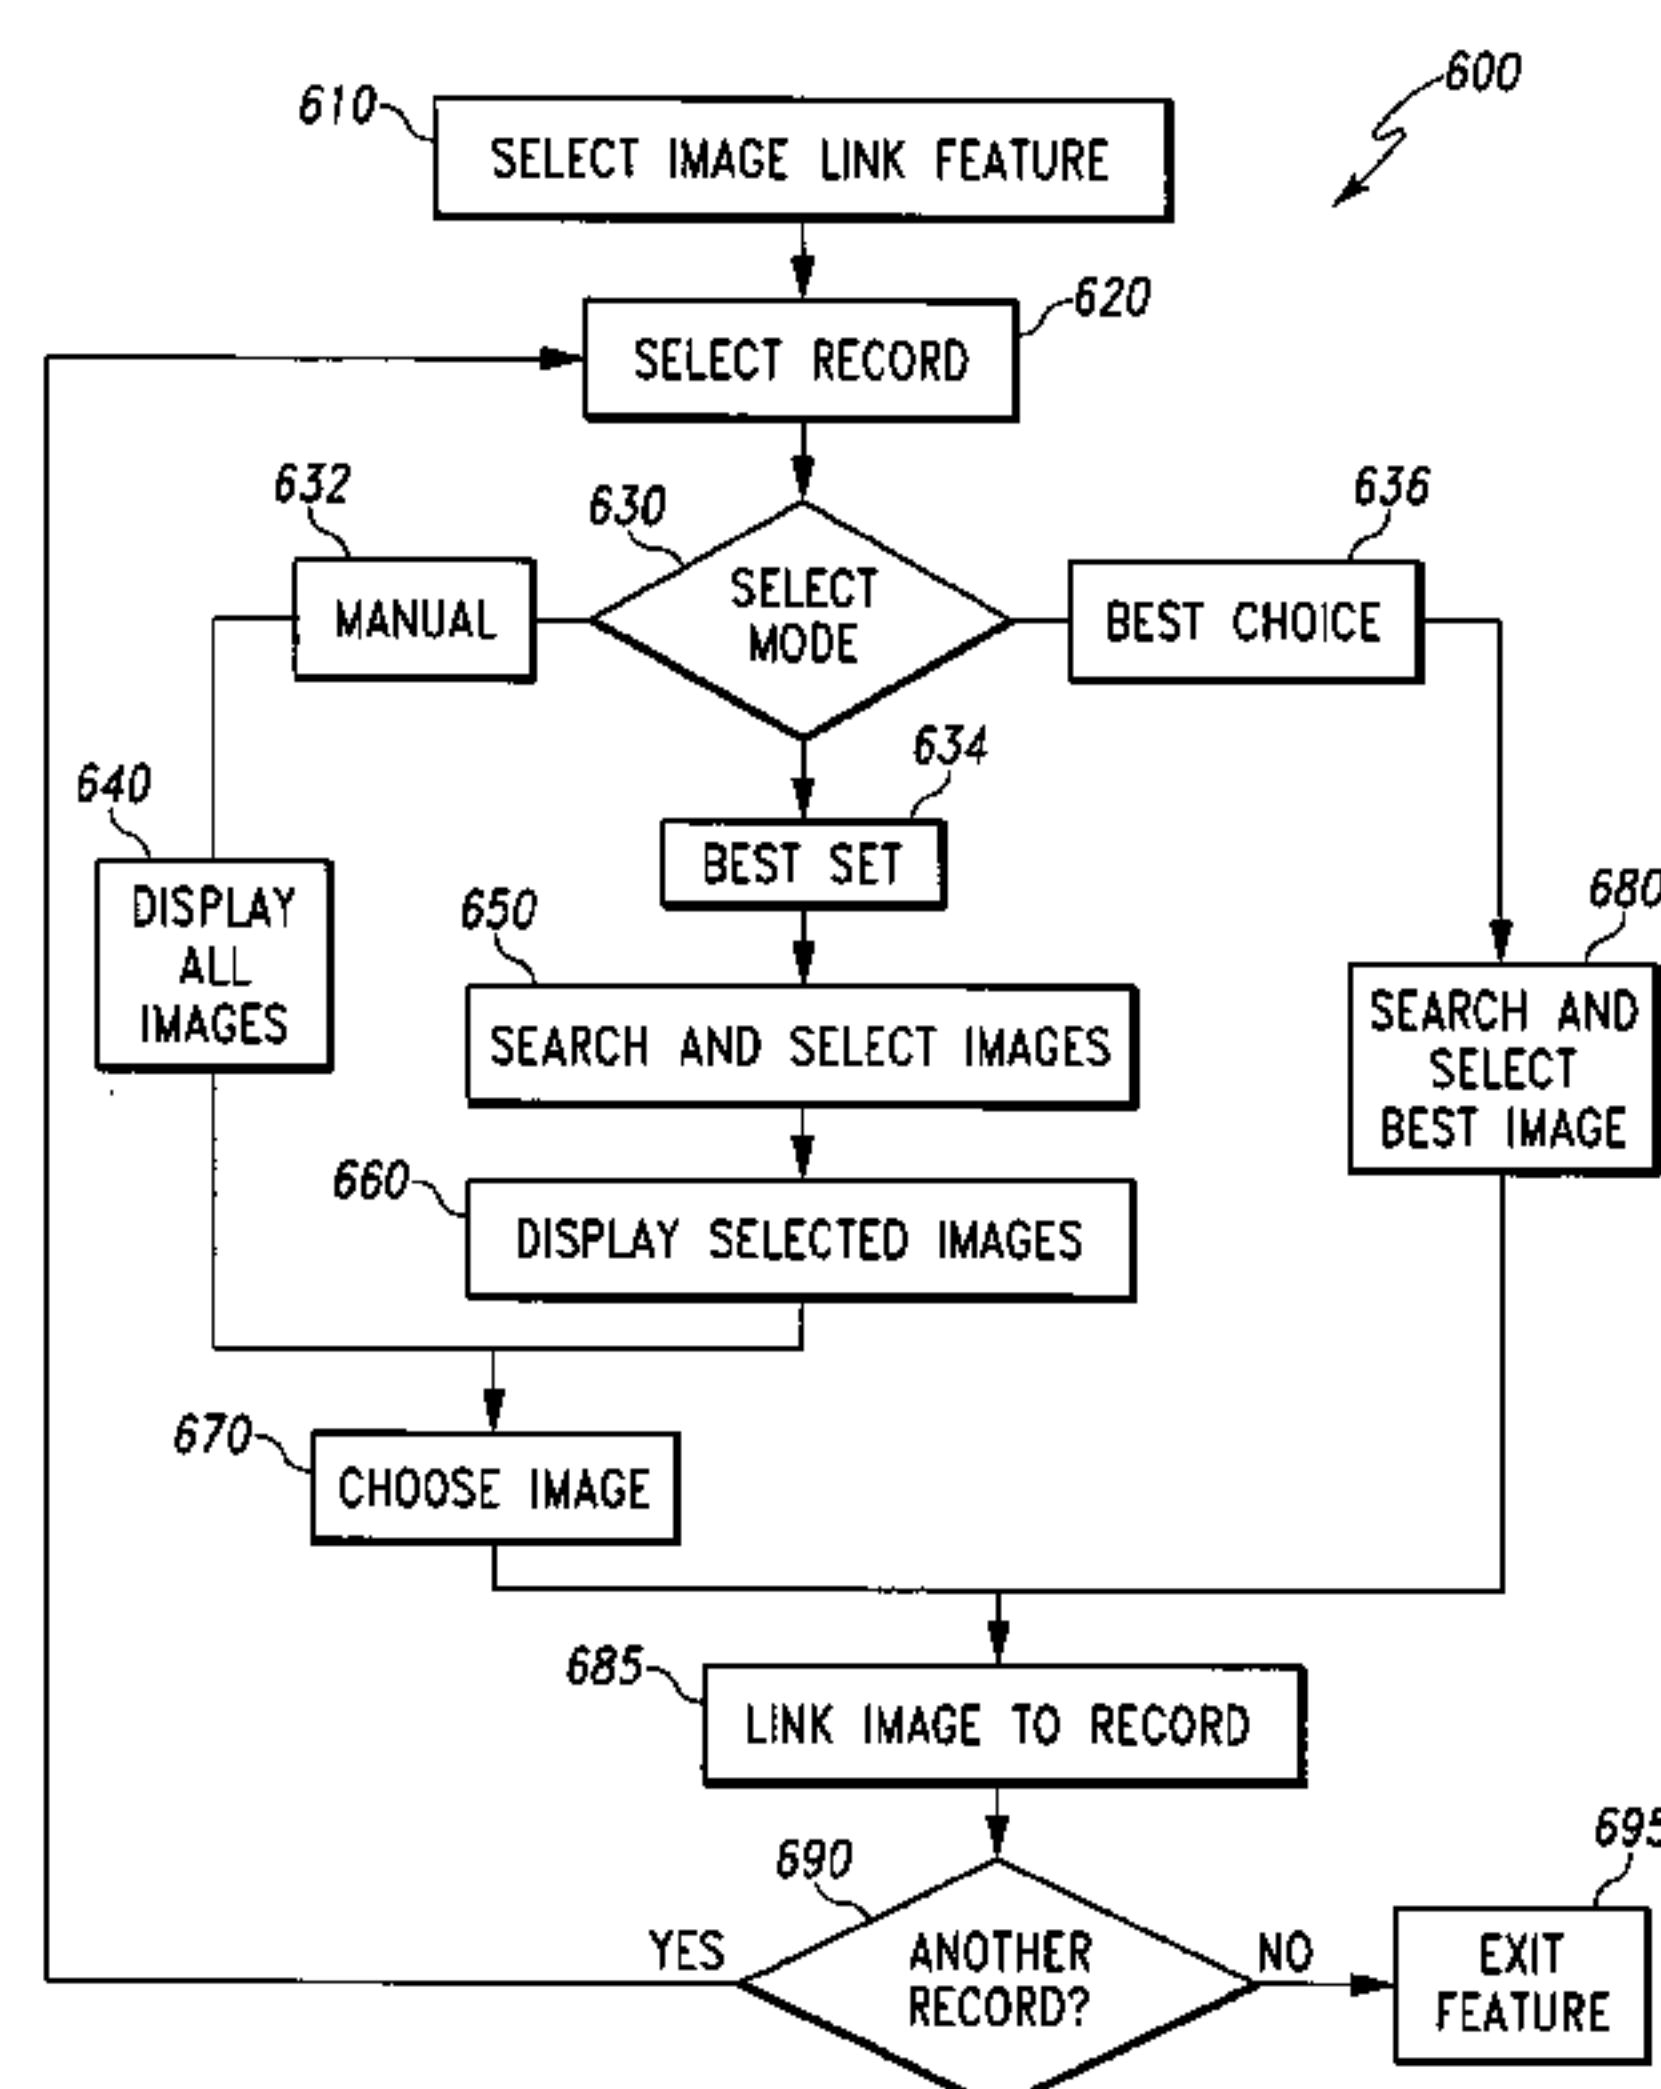 600
610
SELECT IMAGE LINK FEATURE
620
SELECT RECORD
632
630
636
MANUAL
SELECT
MODE
BEST CHOICE
634
640
BEST SET
DISPLAY
ALL
IMAGES
650
680
SEARCH AND SELECT IMAGES
SEARCH AND
SELECT
BEST IMAGE
660
DISPLAY SELECTED IMAGES
670
CHOOSE IMAGE
685
LINK IMAGE TO RECORD
690
695
YES
ANOTHER
RECORD?
NO
EXIT
FEATURE